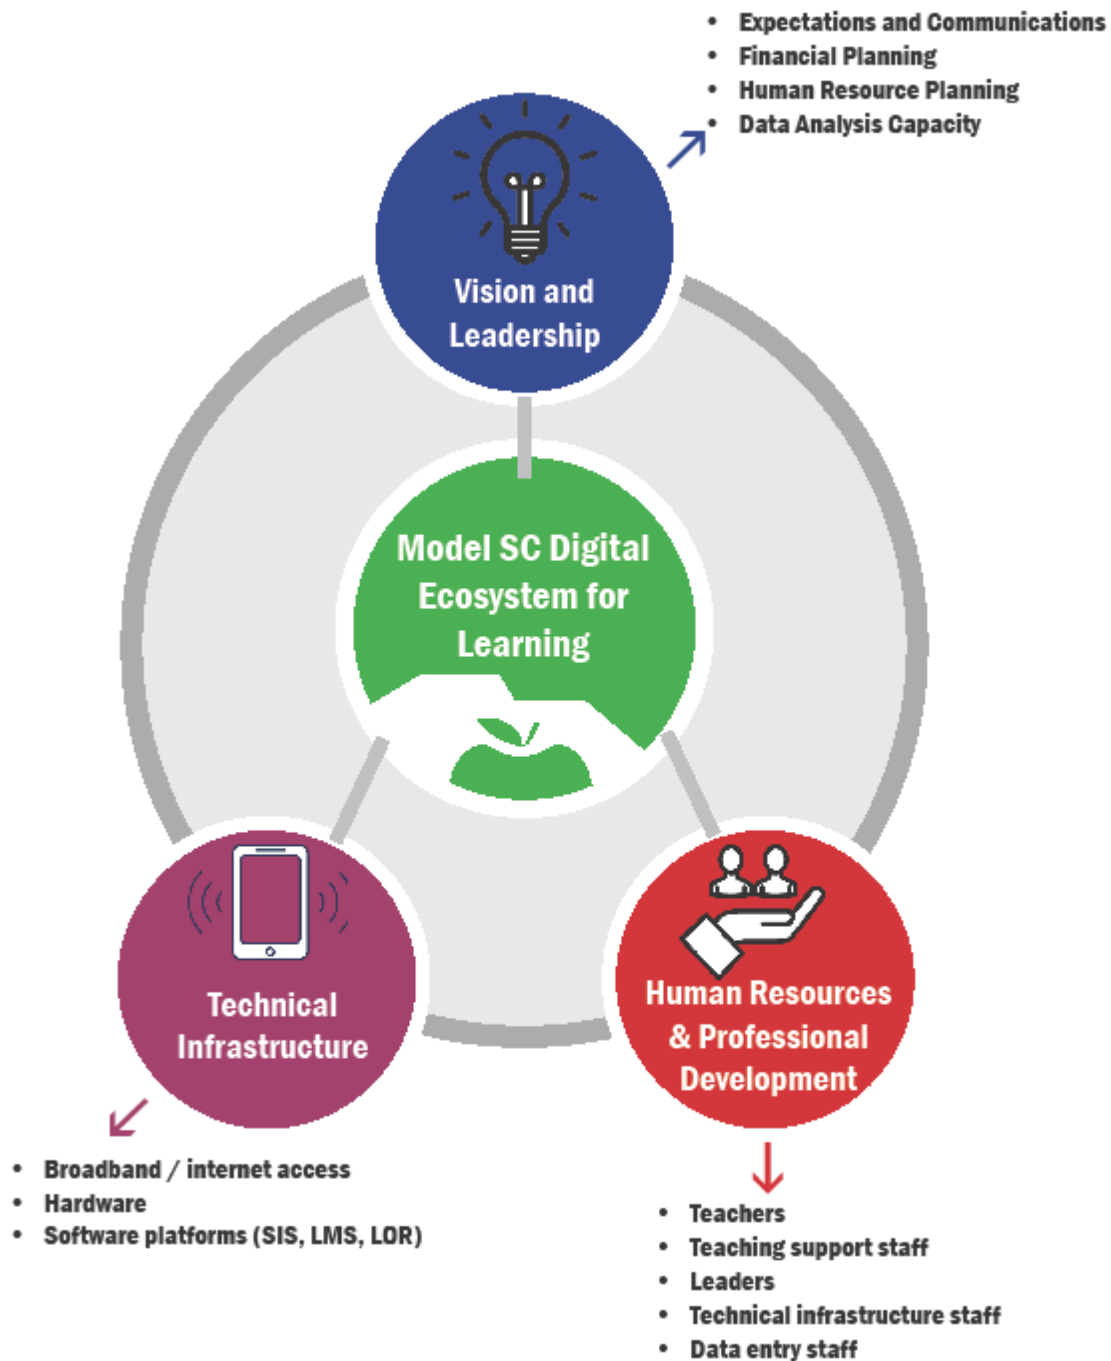 • Expectations and Communications
• Financial Planning
• Human Resource Planning
• Data Analysis Capacity
Vision and
Leadership
Model SC Digital
Ecosystem for
Learning
Technical
Infrastructure
Human Resources
& Professional
Development
• Broadband / internet access
• Hardware
• Software platforms (SIS, LMS, LOR)
• Teachers
• Teaching support staff
• Leaders
• Technical infrastructure staff
• Data entry staff